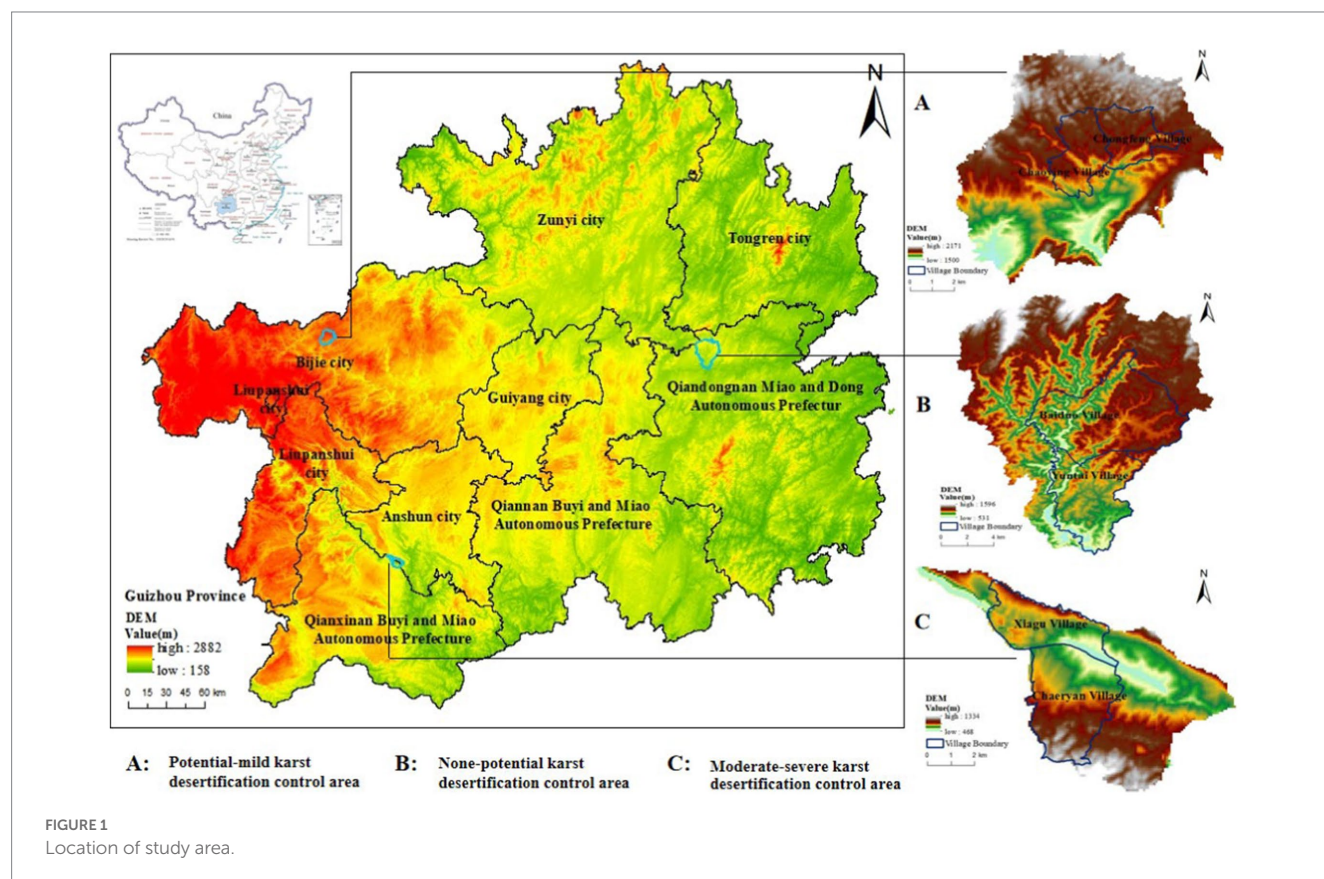 China
N
Zunyi city
Tongren city
Bijie city
Liupanshui
city
Guiyang city
Qiandongnan Miao and Dong
Autonomous Prefectur
Liupanshui
city
Anshun city
Qiannan Buyi and Miao
Autonomous Prefecture
Qianxinan Buyi and Miao
Autonomous Prefecture
Guizhou Province
DEM
Value(m)
high : 2882
low : 158
0 15 30 45 60 km
A
N
Chongfeng Village
Chaoying Village
DEM
Value(m)
high : 2171
low : 1500
Village Boundary
0 1 2 km
B
N
Baiduo Village
Yuntai Village
DEM
Value(m)
high : 1596
low : 531
Village Boundary
0 2 4 km
C
N
Xiagu Village
Chaeryan Village
DEM
Value(m)
high : 1334
low : 468
Village Boundary
0 1 2 km
A: Potential-mild karst
desertification control area
B: None-potential karst
desertification control area
C: Moderate-severe karst
desertification control area
FIGURE 1
Location of study area.